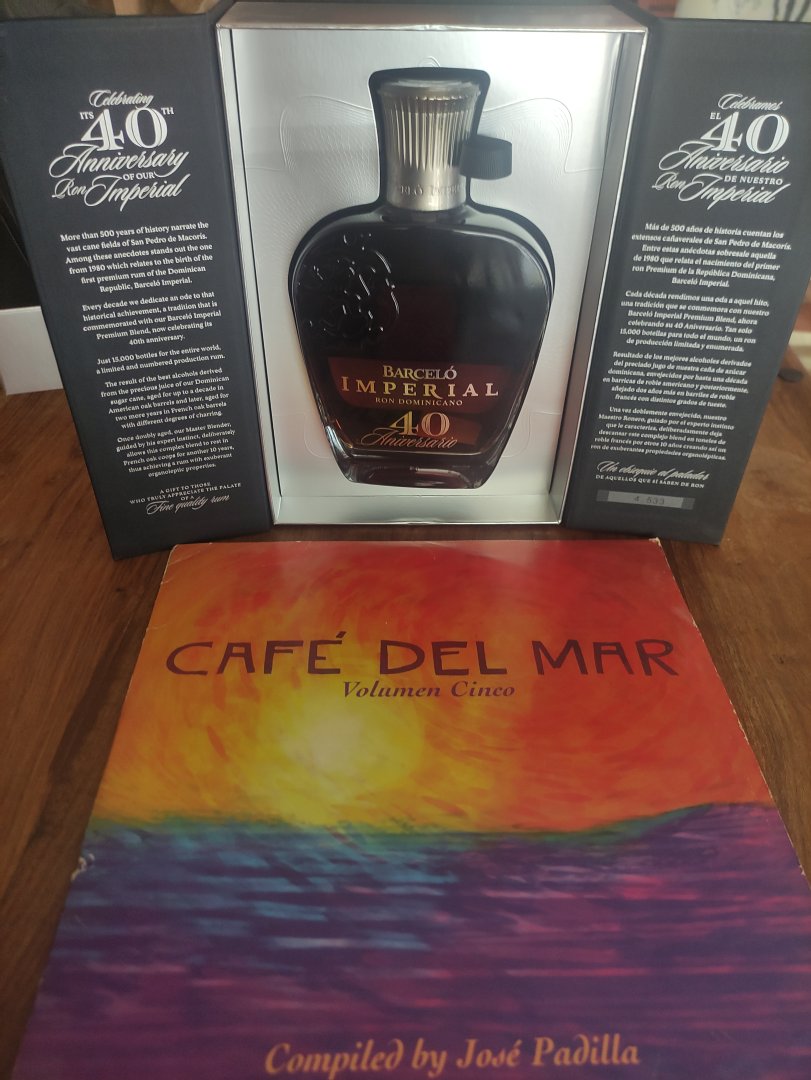 Celebrating
ITS 40TH
Anniversary
OF OUR
Ron Imperial
More than 500 years of history narrate the
vast cane fields of San Pedro de Macorís.
Among these anecdotes stands out the one
from 1980 which relates to the birth of the
first premium rum of the Dominican
Republic, Barceló Imperial.
Every decade we dedicate an ode to that
historical achievement, a tradition that is
commemorated with our Barceló Imperial
Premium Blend, now celebrating its
40th anniversary.
Just 15,000 bottles for the entire world,
a limited and numbered production rum.
The result of the best alcohols derived
from the precious juice of our Dominican
sugar cane, aged for up to a decade in
American oak barrels and later, aged for
two more years in French oak barrels
with different degrees of charring.
Once doubly aged, our Master Blender,
guided by his expert instinct, deliberately
allows this complex blend to rest in
French oak casks for another 10 years,
thus achieving a rum with exuberant
organoleptic properties.
A GIFT TO THOSE
WHO TRULY APPRECIATE THE PALATE
OF A
Fine quality rum
BARCELÓ
IMPERIAL
RON DOMINICANO
40
Aniversario
Celebramos
EL 40
Aniversario
DE NUESTRO
Ron Imperial
Más de 500 años de historia cuentan los
extensos cañaverales de San Pedro de Macorís.
Entre estas anécdotas sobresale aquella
de 1980 que relata el nacimiento del primer
ron Premium de la República Dominicana,
Barceló Imperial.
Cada década rendimos una oda a aquel hito,
una tradición que se conmemora con nuestro
Barceló Imperial Premium Blend, ahora
celebrando su 40 Aniversario. Tan solo
15,000 botellas para todo el mundo, un ron
de producción limitada y enumerada.
Resultado de los mejores alcoholes derivados
del preciado jugo de nuestra caña de azúcar
dominicana, envejecidos por hasta una década
en barricas de roble americano y posteriormente,
añejado dos años más en barriles de roble
francés con distintos grados de tueste.
Una vez doblemente envejecido, nuestro
Maestro Ronero, guiado por el experto instinto
que le caracteriza, deliberadamente deja
descansar este complejo blend en toneles de
roble francés por otros 10 años creando así un
ron de exuberantes propiedades organolépticas.
Un obsequio al paladar
DE AQUELLOS QUE SÍ SABEN DE RON
4 533
CAFÉ DEL MAR
Volumen Cinco
Compiled by José Padilla